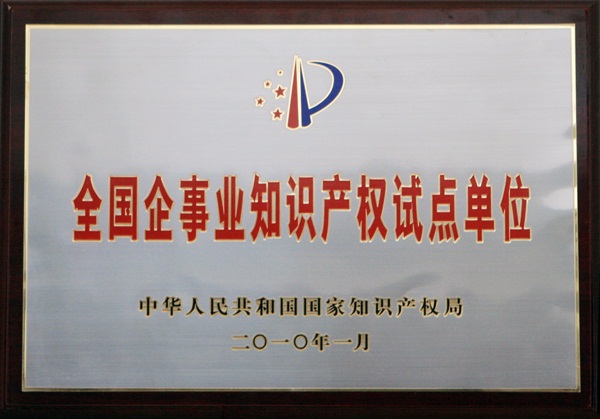 全国企事业知识产权试点单位
中华人民共和国国家知识产权局
二〇一〇年一月